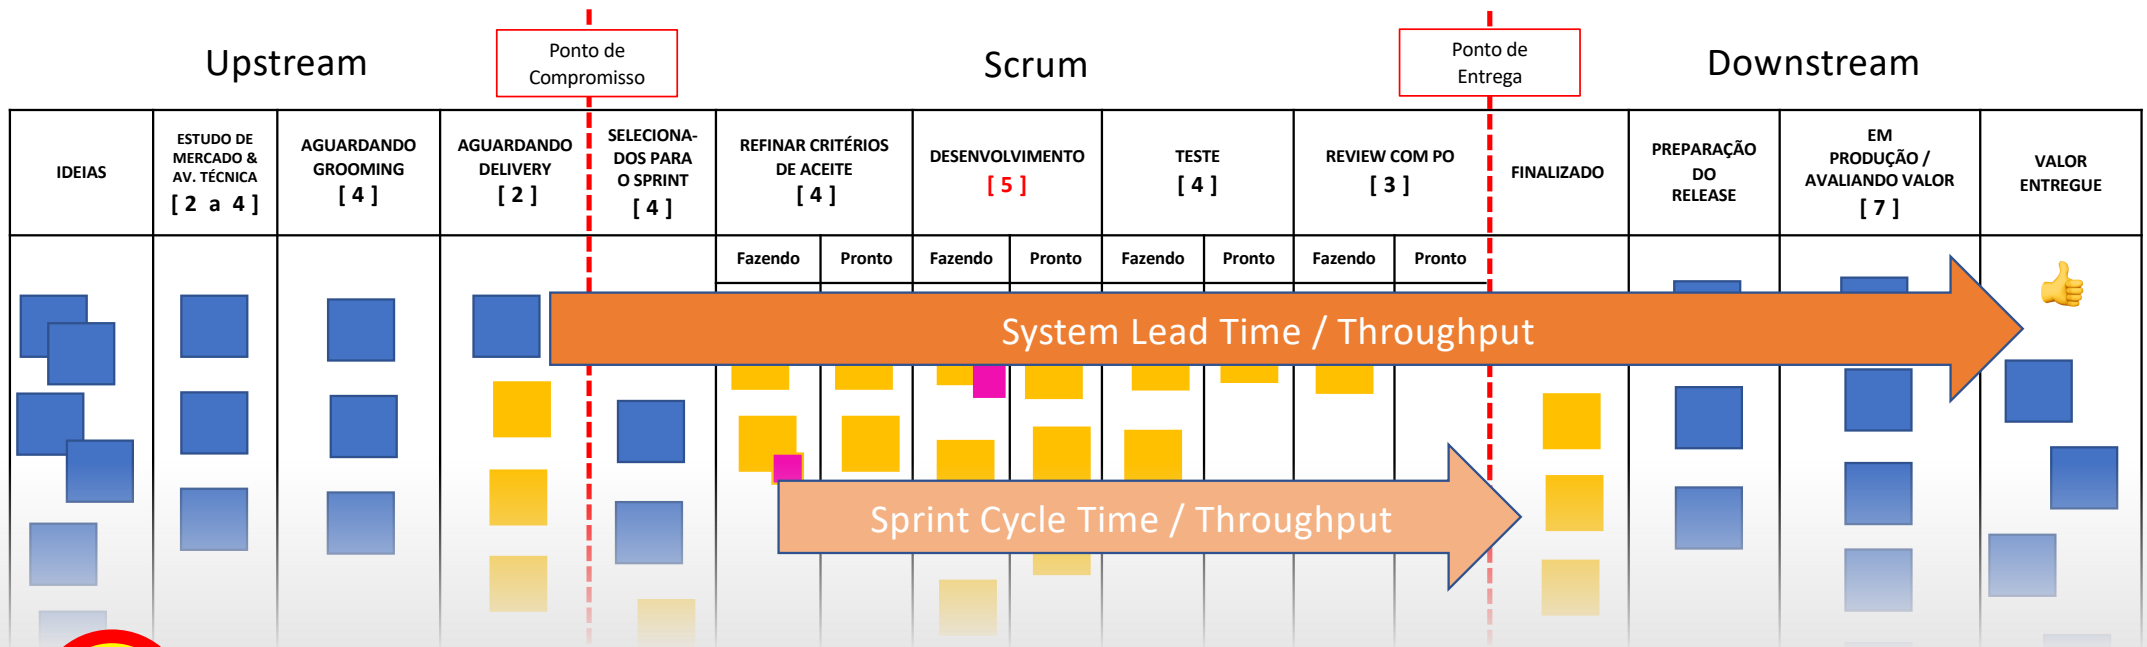 Upstream
Ponto de
Compromisso
Scrum
Ponto de
Entrega
Downstream
IDEIAS
ESTUDO DE
MERCADO &
AV. TÉCNICA
[ 2 a 4 ]
AGUARDANDO
GROOMING
[ 4 ]
AGUARDANDO
DELIVERY
[ 2 ]
SELECIONA-
DOS PARA
O SPRINT
[ 4 ]
REFINAR CRITÉRIOS
DE ACEITE
[ 4 ]
DESENVOLVIMENTO
[ 5 ]
TESTE
[ 4 ]
REVIEW COM PO
[ 3 ]
FINALIZADO
PREPARAÇÃO
DO
RELEASE
EM
PRODUÇÃO /
AVALIANDO VALOR
[ 7 ]
VALOR
ENTREGUE
Fazendo
Pronto
Fazendo
Pronto
Fazendo
Pronto
Fazendo
Pronto
System Lead Time / Throughput
Sprint Cycle Time / Throughput